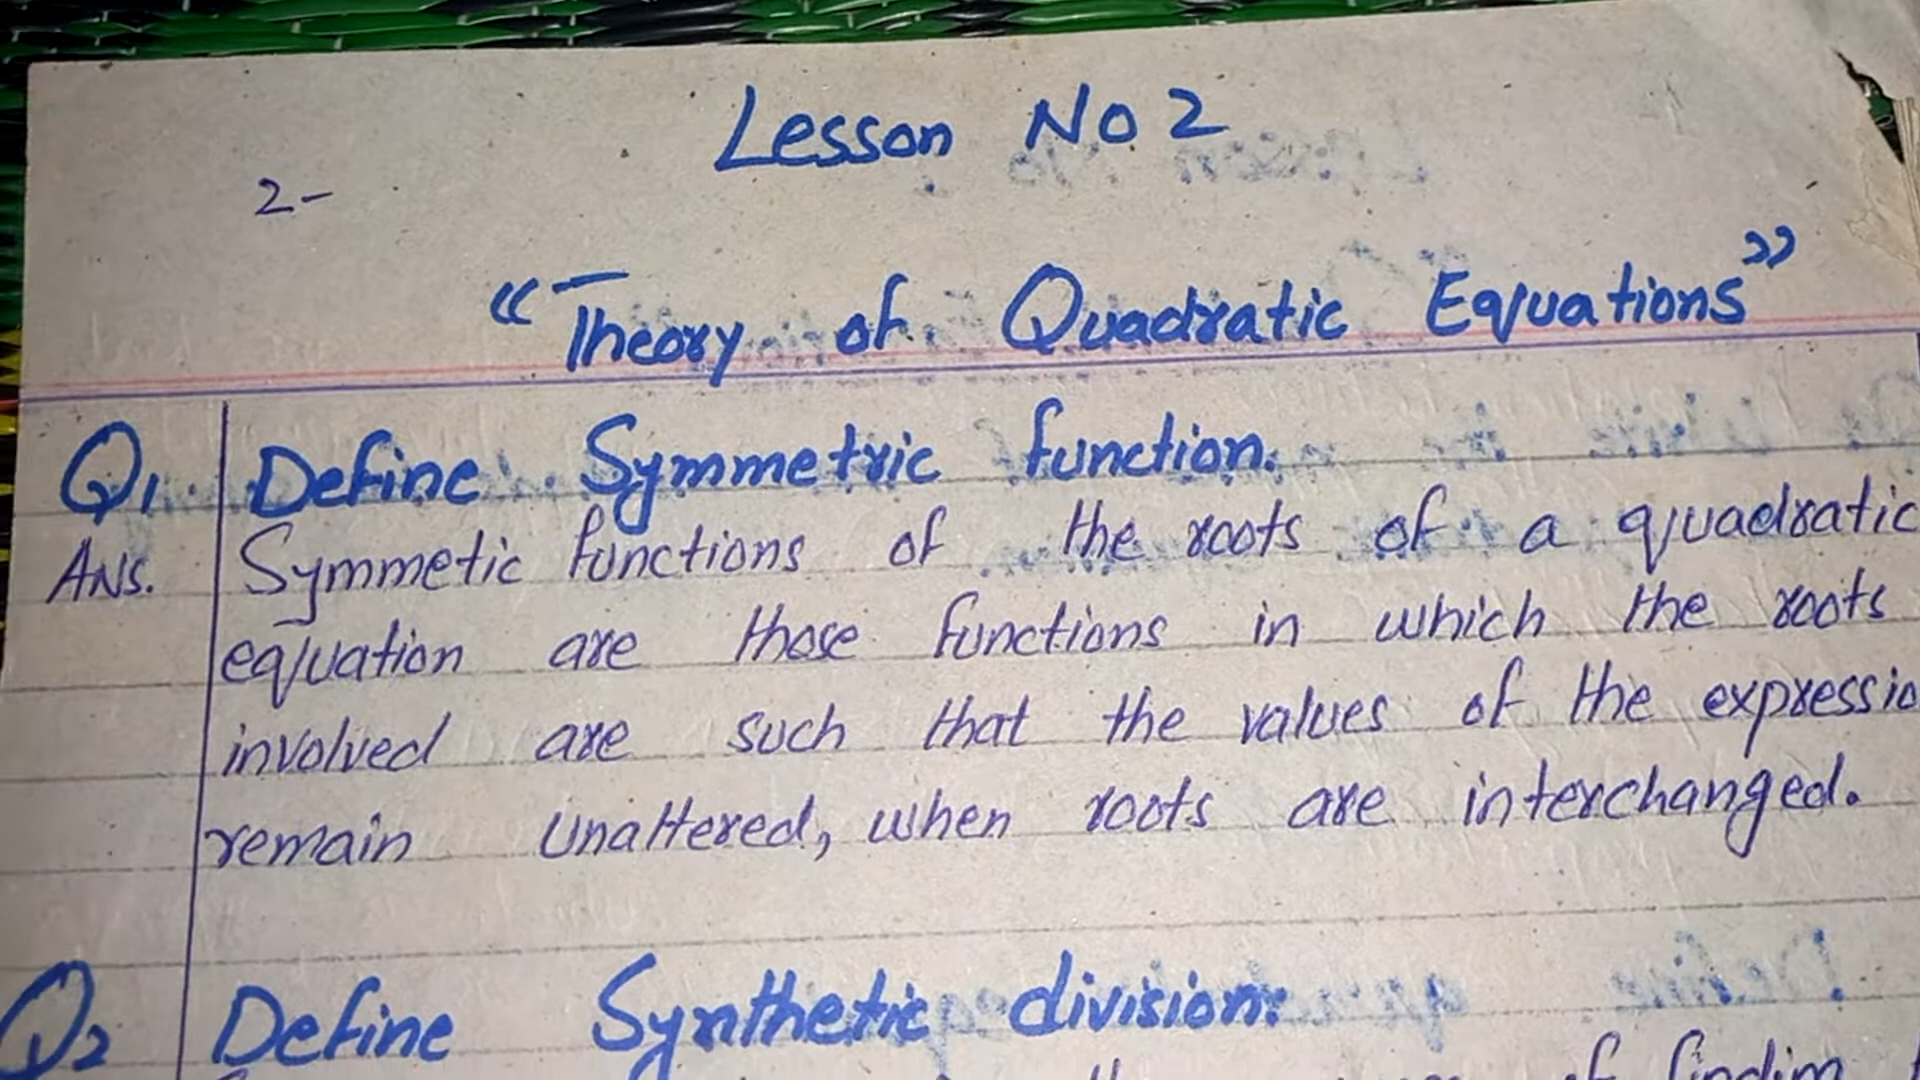 Lesson No 2
2-
"Theory of Quadratic Equations"
Q1. Define Symmetric function.
Ans. Symmetic functions of the roots of a quadratic
equation are those functions in which the roots
involved are such that the values of the expressio
remain unaltered, when roots are interchanged.
Q2 Define Synthetic division:
of findin